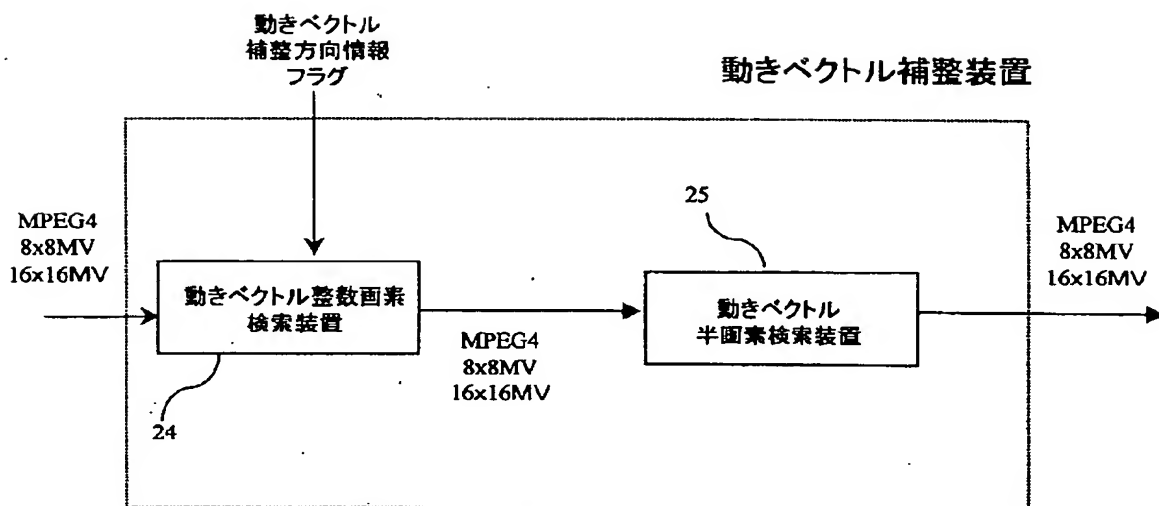 動きベクトル
補整方向情報
フラグ
動きベクトル補整装置
25
MPEG4
8x8MV
16x16MV
MPEG4
8x8MV
16x16MV
動きベクトル整数画素
検索装置
動きベクトル
半画素検索装置
MPEG4
8x8MV
16x16MV
24